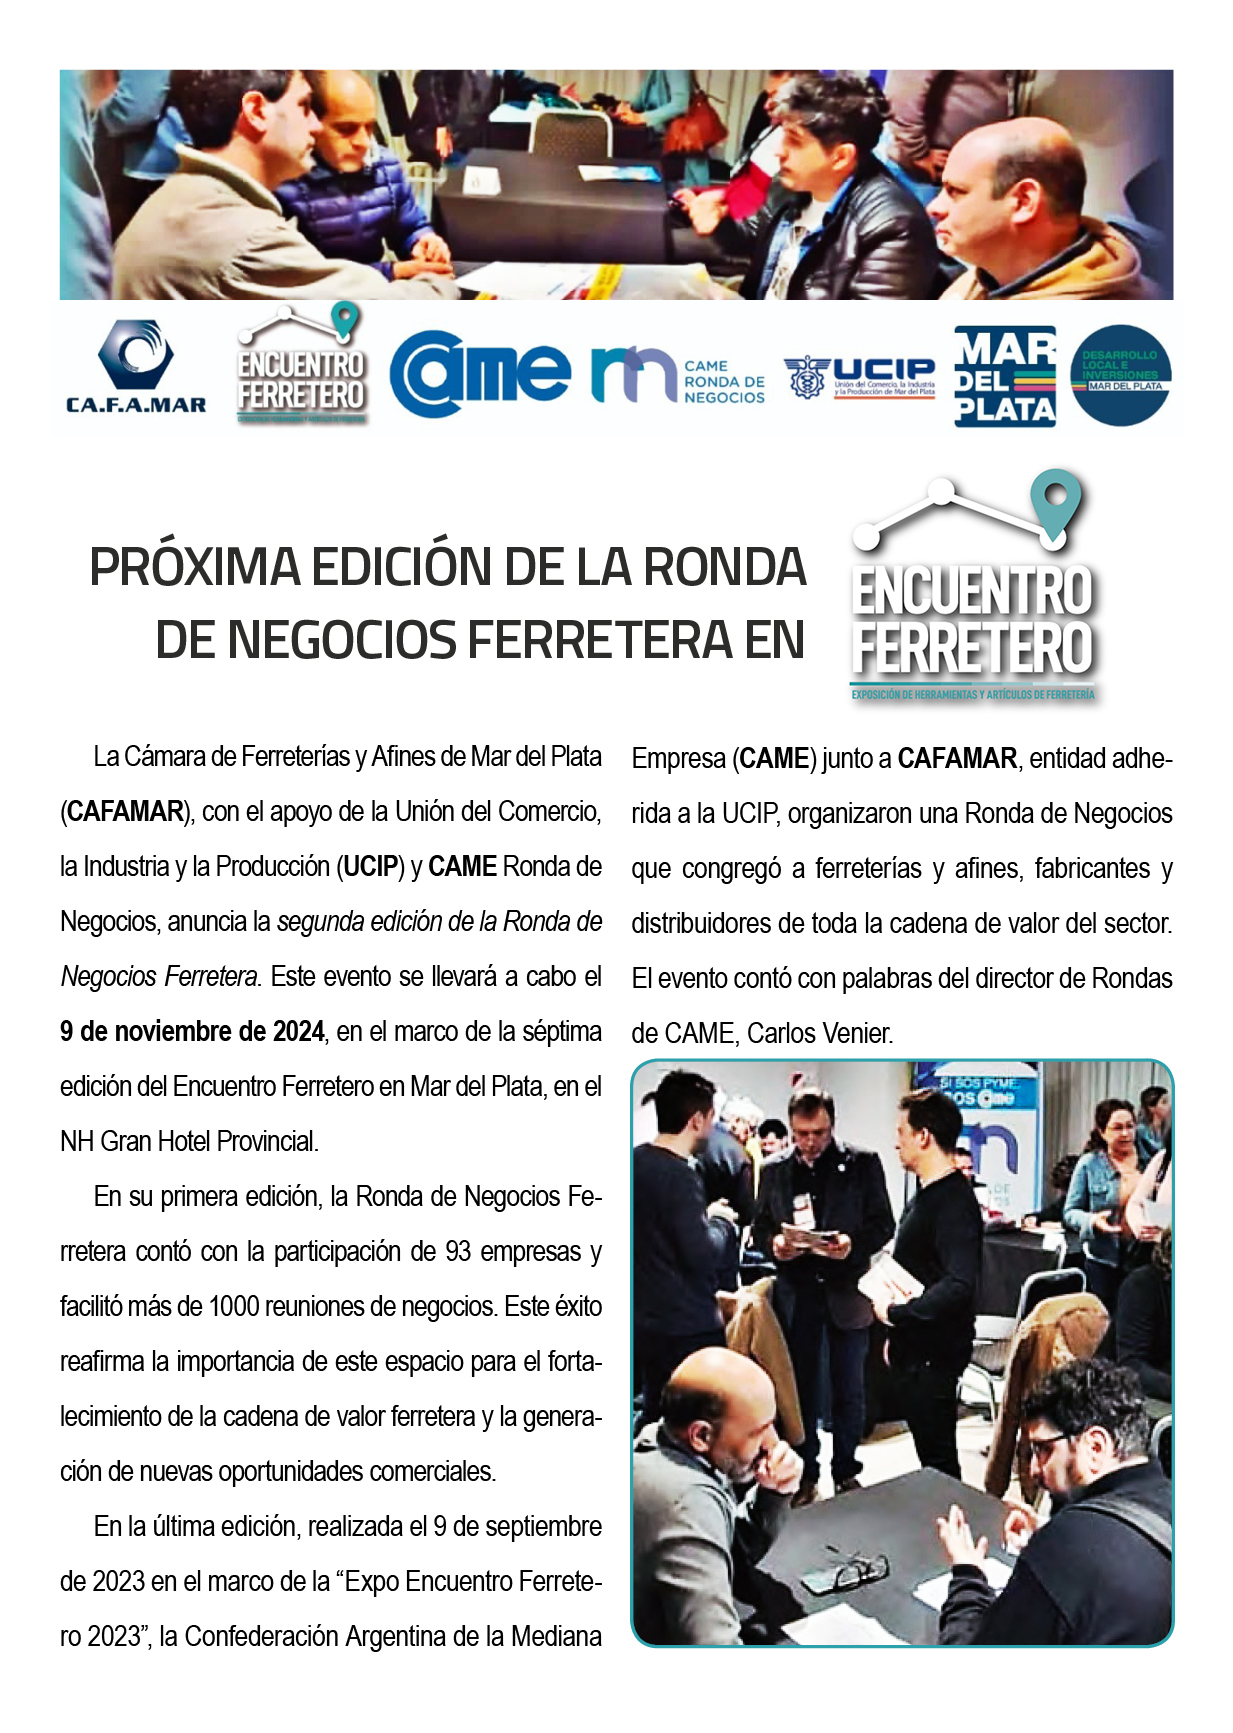 CA.F.A.MAR
ENCUENTRO
FERRETERO
CAME
CAME
RONDA DE
NEGOCIOS
UCIP
Unión del Comercio, la Industria
y la Producción de Mar del Plata
MAR
DEL
PLATA
DESARROLLO
LOCAL E
INVERSIONES
MAR DEL PLATA
PRÓXIMA EDICIÓN DE LA RONDA
DE NEGOCIOS FERRETERA EN
ENCUENTRO
FERRETERO
EXPOSICIÓN DE HERRAMIENTAS Y ARTÍCULOS DE FERRETERÍA
La Cámara de Ferreterías y Afines de Mar del Plata
(CAFAMAR), con el apoyo de la Unión del Comercio,
la Industria y la Producción (UCIP) y CAME Ronda de
Negocios, anuncia la segunda edición de la Ronda de
Negocios Ferretera. Este evento se llevará a cabo el
9 de noviembre de 2024, en el marco de la séptima
edición del Encuentro Ferretero en Mar del Plata, en el
NH Gran Hotel Provincial.
En su primera edición, la Ronda de Negocios Fe-
rretera contó con la participación de 93 empresas y
facilitó más de 1000 reuniones de negocios. Este éxito
reafirma la importancia de este espacio para el forta-
lecimiento de la cadena de valor ferretera y la genera-
ción de nuevas oportunidades comerciales.
En la última edición, realizada el 9 de septiembre
de 2023 en el marco de la “Expo Encuentro Ferrete-
ro 2023”, la Confederación Argentina de la Mediana
Empresa (CAME) junto a CAFAMAR, entidad adhe-
rida a la UCIP, organizaron una Ronda de Negocios
que congregó a ferreterías y afines, fabricantes y
distribuidores de toda la cadena de valor del sector.
El evento contó con palabras del director de Rondas
de CAME, Carlos Venier.
SI SOS PYME
SOS CAME